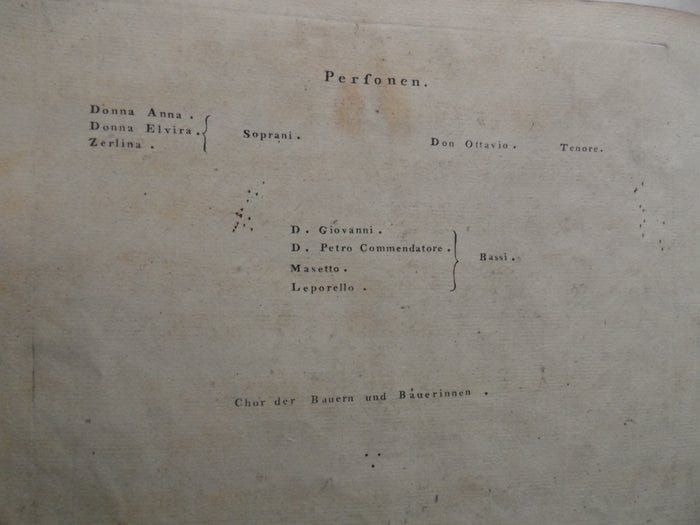 Perſonen.
Donna Anna.
Donna Elvira.
Zerlina.
Soprani.
Don Ottavio. Tenore.
D. Giovanni.
D. Petro Commendatore.
Masetto.
Leporello.
Bassi.
Chor der Bauern und Bäuerinnen.